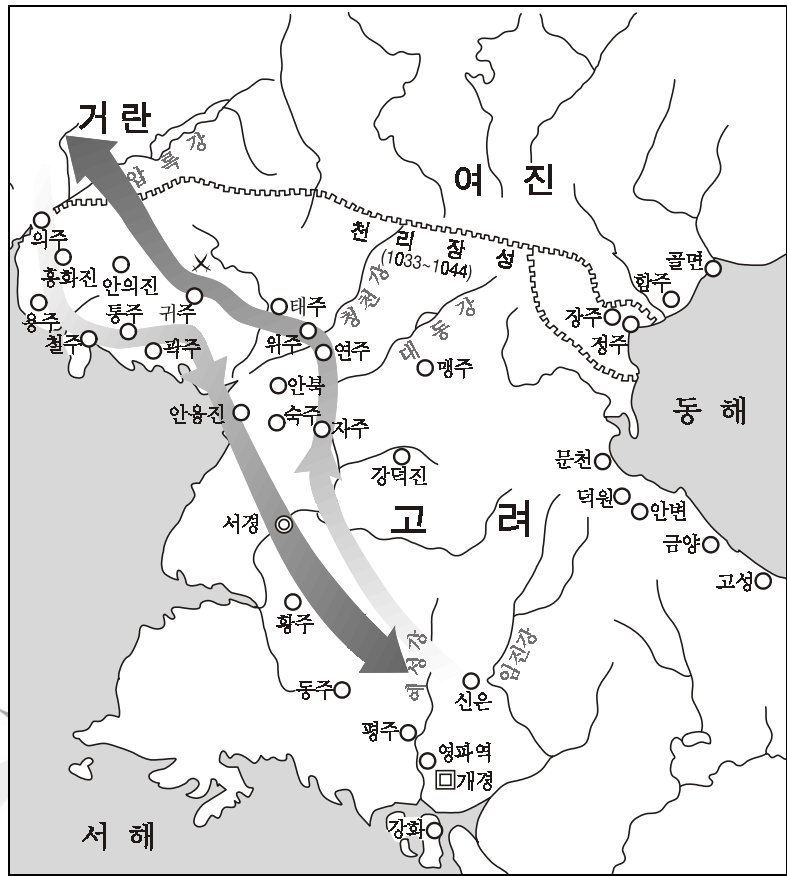 거란
압록강
여진
천리장성
(1033~1044)
의주
흥화진
안의진
귀주
용주
통주
철주
곽주
태주
위주
연주
청천강
대동강
맹주
골면
함주
장주
정주
안북
안융진
숙주
자주
강덕진
동해
문천
덕원
안변
금양
고성
서경
고려
황주
예성강
임진강
동주
신은
평주
영파역
개경
강화
서해